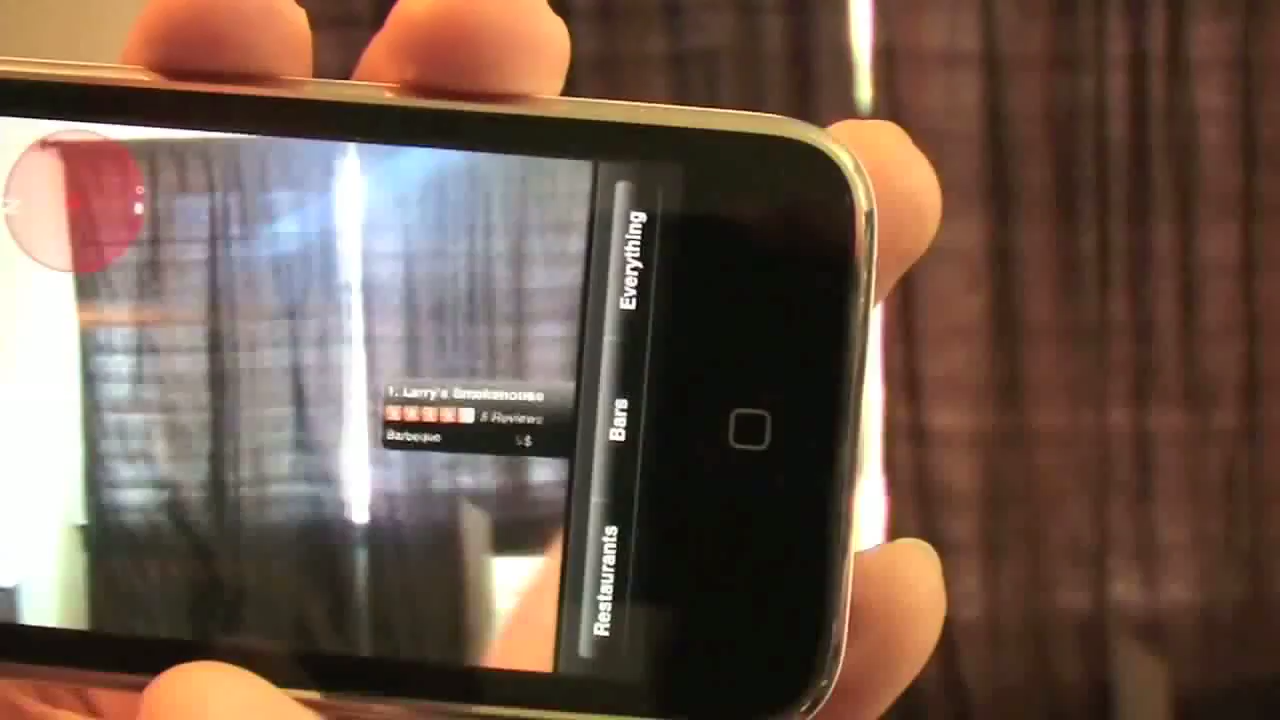 1. Larry's Smokehouse
5 Reviews
Barbeque
$$
Everything
Bars
Restaurants